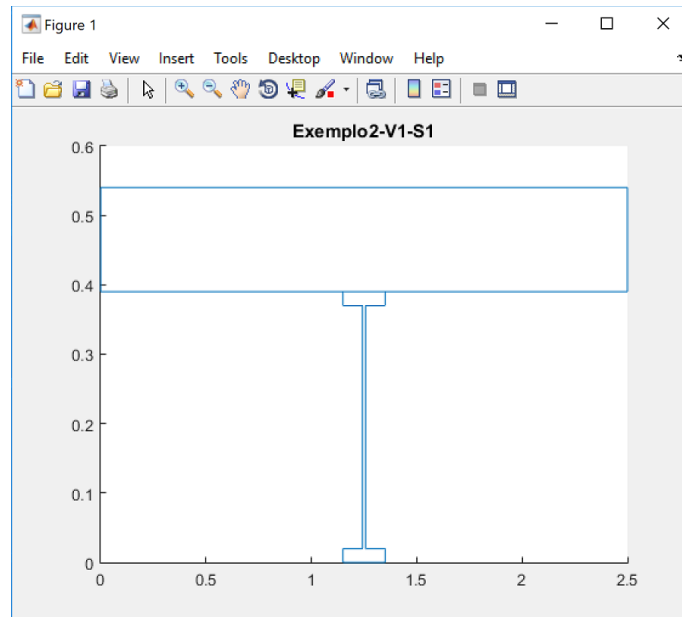 Figure 1
File Edit View Insert Tools Desktop Window Help
Exemplo2-V1-S1
0.6
0.5
0.4
0.3
0.2
0.1
0
0 0.5 1 1.5 2 2.5